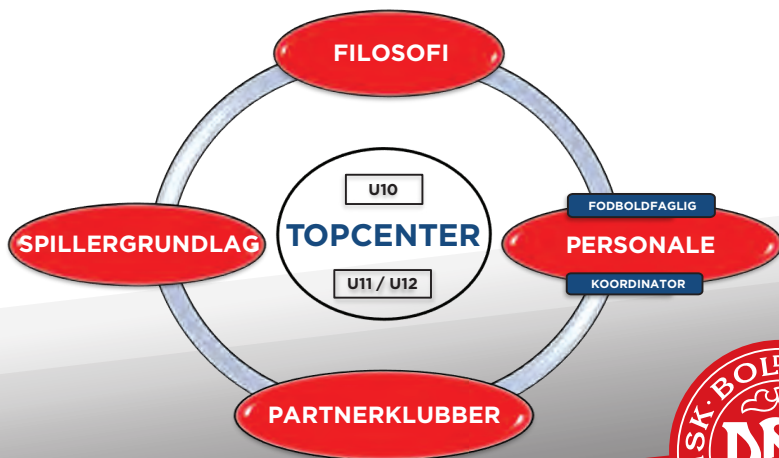 FILOSOFI
U10
FODBOLDFAGLIG
SPILLERGRUNDLAG
TOPCENTER
PERSONALE
U11 / U12
KOORDINATOR
PARTNERKLUBBER